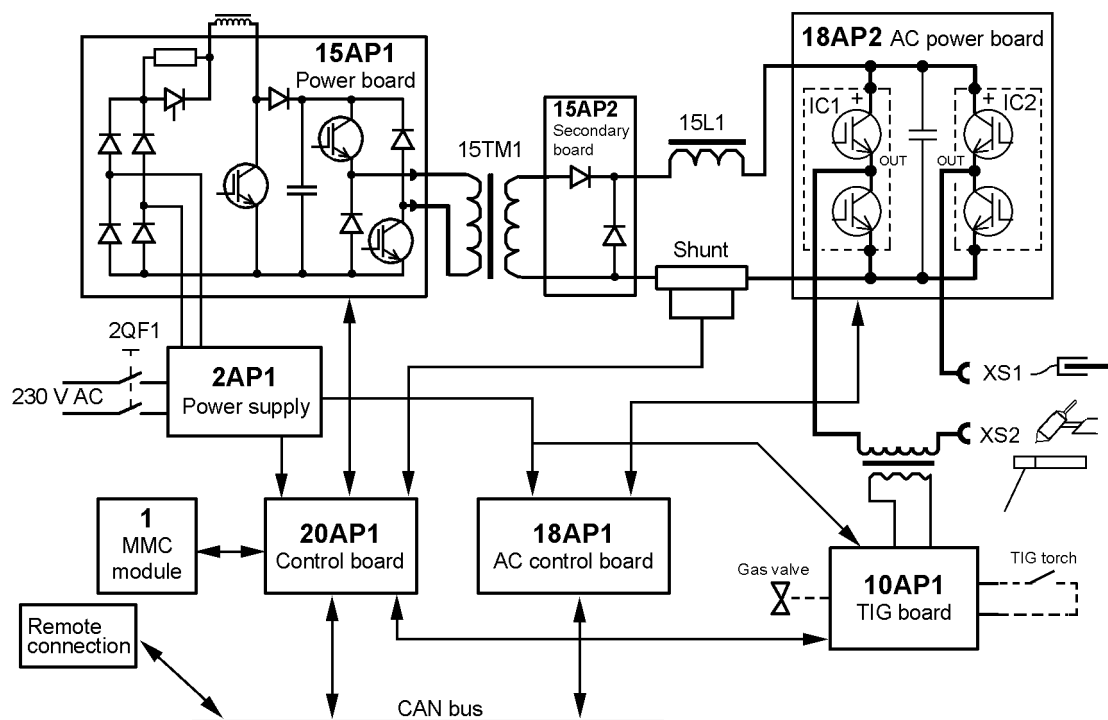 15AP1
Power board
18AP2 AC power board
IC1
+
+
IC2
OUT
OUT
15AP2
Secondary
board
15TM1
15L1
Shunt
2QF1
230 V AC
2AP1
Power supply
XS1
XS2
1
MMC
module
20AP1
Control board
18AP1
AC control board
Gas valve
10AP1
TIG board
TIG torch
Remote
connection
CAN bus